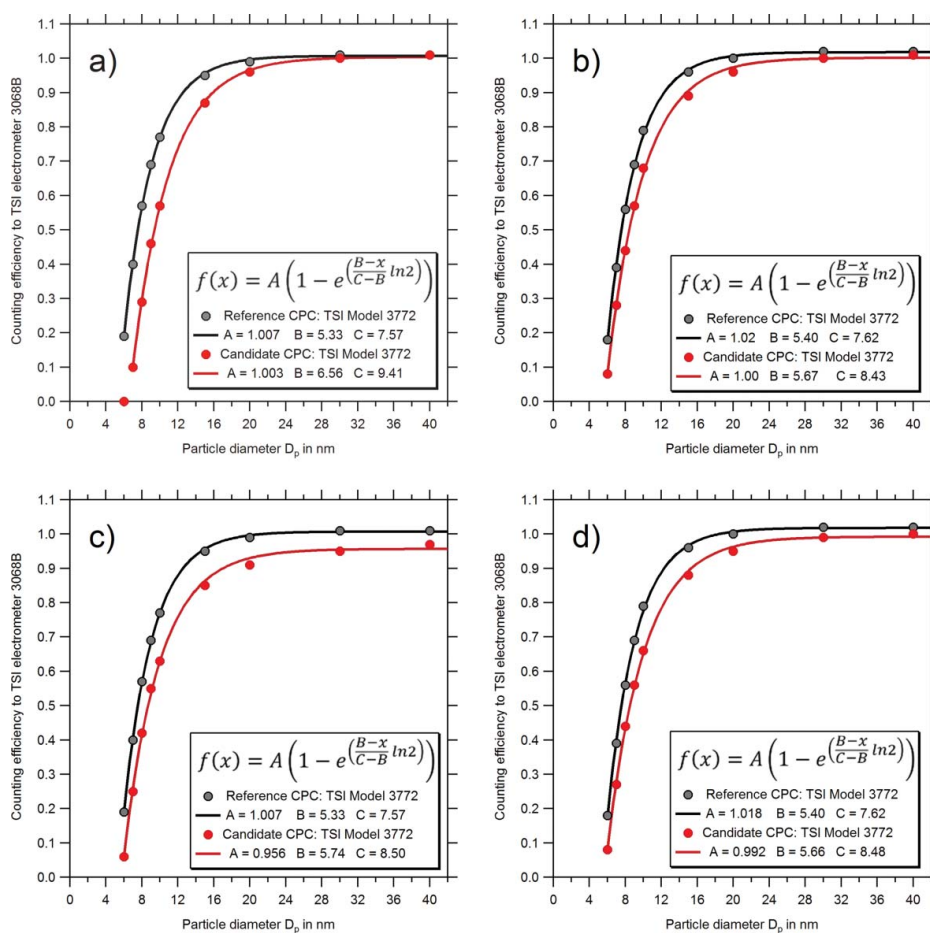 a)
Counting efficiency to TSI electrometer 3068B
1.1
1.0
0.9
0.8
0.7
0.6
0.5
0.4
0.3
0.2
0.1
0.0
f(x) = A(1 − e^((B−x)/(C−B) ln2))
Reference CPC: TSI Model 3772
A = 1.007 B = 5.33 C = 7.57
Candidate CPC: TSI Model 3772
A = 1.003 B = 6.56 C = 9.41
0 4 8 12 16 20 24 28 32 36 40
Particle diameter Dp in nm
b)
Counting efficiency to TSI electrometer 3068B
1.1
1.0
0.9
0.8
0.7
0.6
0.5
0.4
0.3
0.2
0.1
0.0
f(x) = A(1 − e^((B−x)/(C−B) ln2))
Reference CPC: TSI Model 3772
A = 1.02 B = 5.40 C = 7.62
Candidate CPC: TSI Model 3772
A = 1.00 B = 5.67 C = 8.43
0 4 8 12 16 20 24 28 32 36 40
Particle diameter Dp in nm
c)
Counting efficiency to TSI electrometer 3068B
1.1
1.0
0.9
0.8
0.7
0.6
0.5
0.4
0.3
0.2
0.1
0.0
f(x) = A(1 − e^((B−x)/(C−B) ln2))
Reference CPC: TSI Model 3772
A = 1.007 B = 5.33 C = 7.57
Candidate CPC: TSI Model 3772
A = 0.956 B = 5.74 C = 8.50
0 4 8 12 16 20 24 28 32 36 40
Particle diameter Dp in nm
d)
Counting efficiency to TSI electrometer 3068B
1.1
1.0
0.9
0.8
0.7
0.6
0.5
0.4
0.3
0.2
0.1
0.0
f(x) = A(1 − e^((B−x)/(C−B) ln2))
Reference CPC: TSI Model 3772
A = 1.018 B = 5.40 C = 7.62
Candidate CPC: TSI Model 3772
A = 0.992 B = 5.66 C = 8.48
0 4 8 12 16 20 24 28 32 36 40
Particle diameter Dp in nm